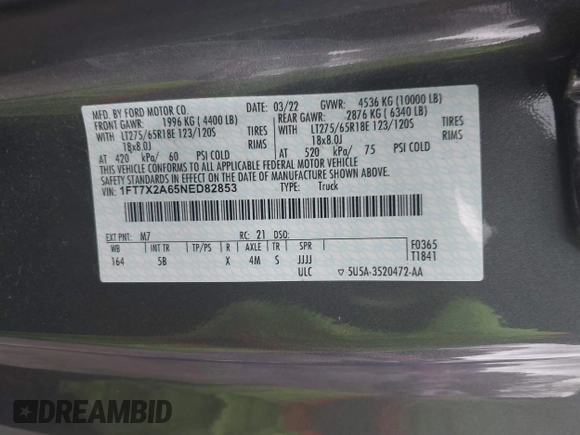 MFD. BY FORD MOTOR CO. DATE: 03/22 GVWR: 4536 KG (10000 LB)
FRONT GAWR: 1996 KG (4400 LB) REAR GAWR: 2876 KG (6340 LB)
WITH LT275/65R18E 123/120S TIRES WITH LT275/65R18E 123/120S TIRES
18x8.0J 18x8.0J
AT 420 kPa/ 60 PSI COLD AT 520 kPa/ 75 PSI COLD
THIS VEHICLE CONFORMS TO ALL APPLICABLE FEDERAL MOTOR VEHICLE
SAFETY STANDARDS IN EFFECT ON THE DATE OF MANUFACTURE SHOWN ABOVE.
VIN: 1FT7X2A65NED82853 TYPE: Truck
EXT PNT: M7 RC: 21 DSO: F0365
WB INT TR TP/PS R AXLE TR SPR T1841
164 5B X 4M S JJJJ
ULC 5U5A-3520472-AA
DREAMBID